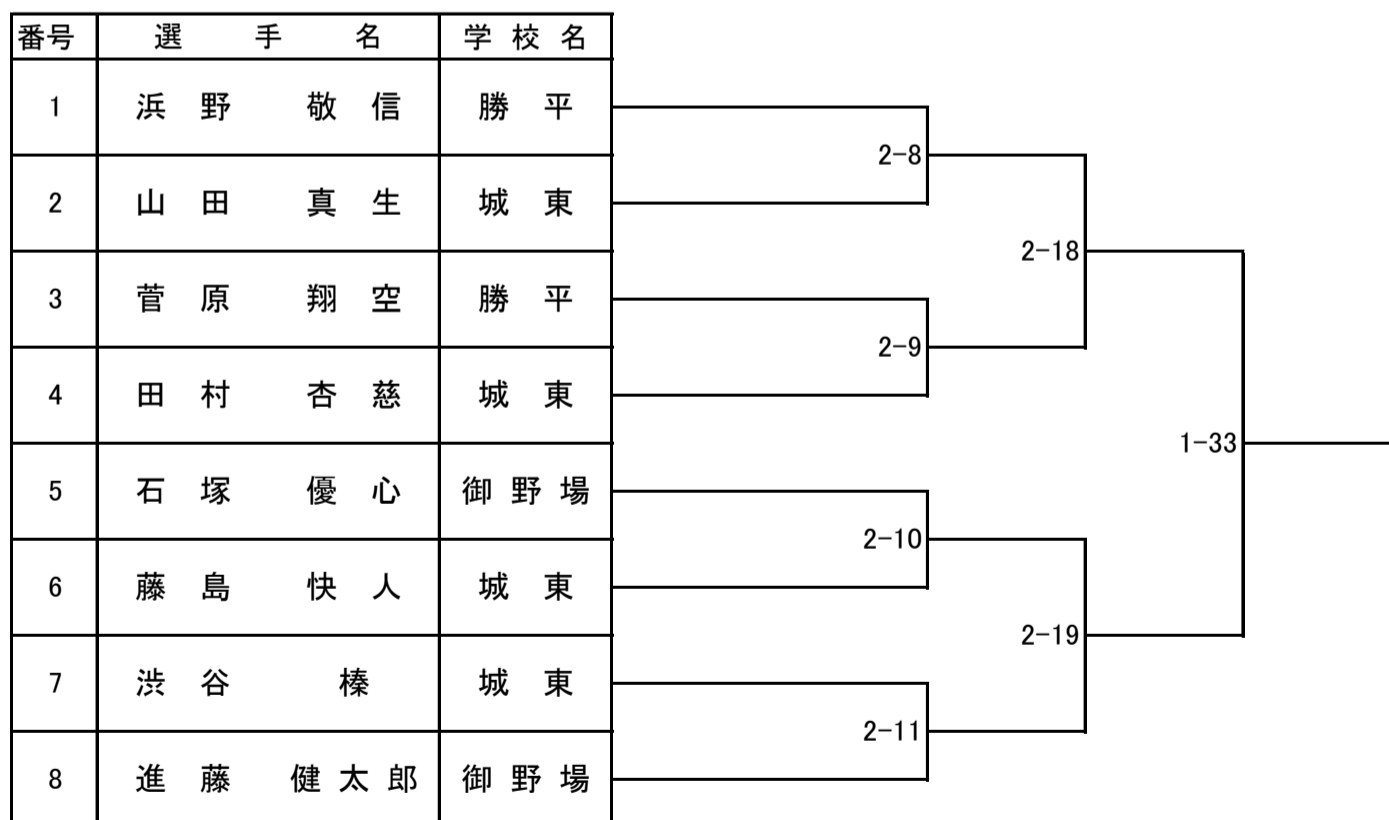 番号 選手名 学校名
1 浜野 敬信 勝平
2-8
2 山田 真生 城東
2-18
3 菅原 翔空 勝平
2-9
4 田村 杏慈 城東
1-33
5 石塚 優心 御野場
2-10
6 藤島 快人 城東
2-19
7 渋谷 榛 城東
2-11
8 進藤 健太郎 御野場